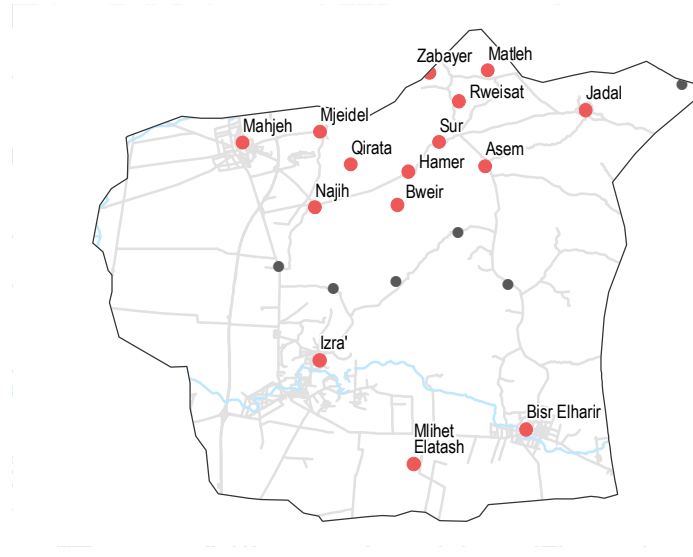 Zabayer
Matleh
Rweisat
Jadal
Mjeidel
Mahjeh
Sur
Qirata
Asem
Hamer
Najih
Bweir
Izra'
Bisr Elharir
Mlihet
Elatash